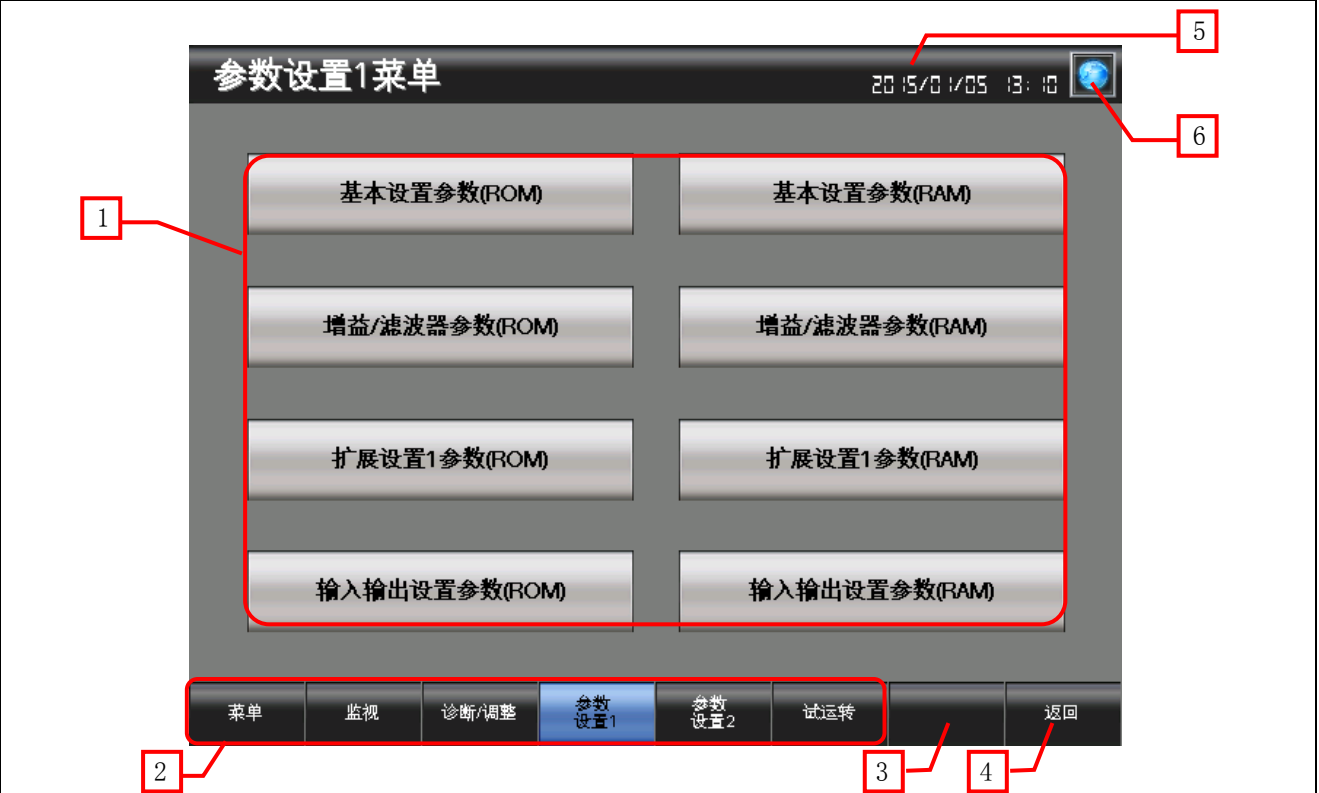 5
参数设置1菜单
2015/01/05 13:10
6
1
基本设置参数(ROM)
基本设置参数(RAM)
增益/滤波器参数(ROM)
增益/滤波器参数(RAM)
扩展设置1参数(ROM)
扩展设置1参数(RAM)
输入输出设置参数(ROM)
输入输出设置参数(RAM)
菜单
监视
诊断/调整
参数
设置1
参数
设置2
试运转
返回
2
3
4